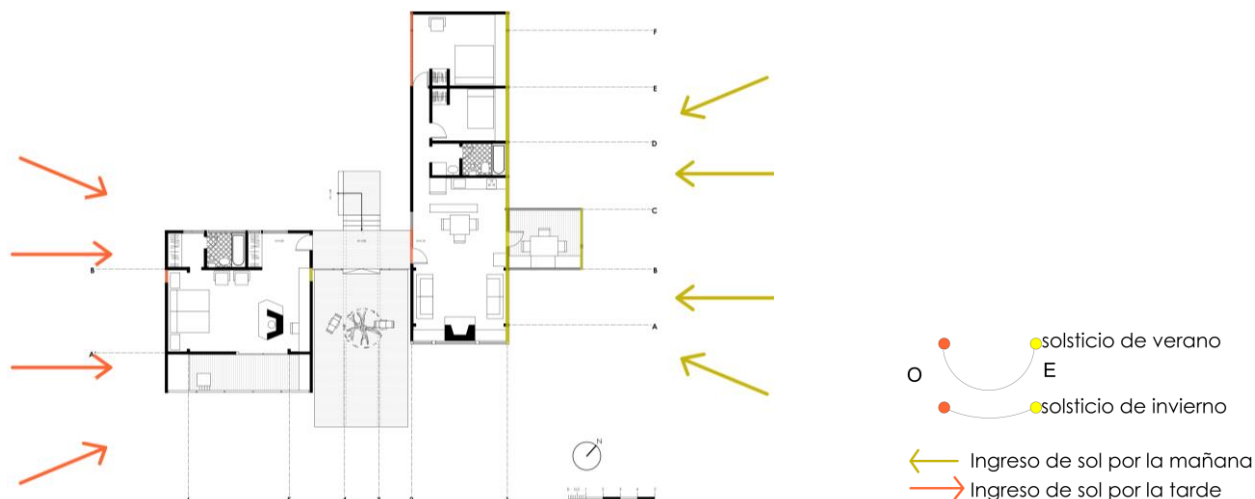 F
E
D
C
B
B
A
A'
N
solsticio de verano
O
E
solsticio de invierno
Ingreso de sol por la mañana
Ingreso de sol por la tarde